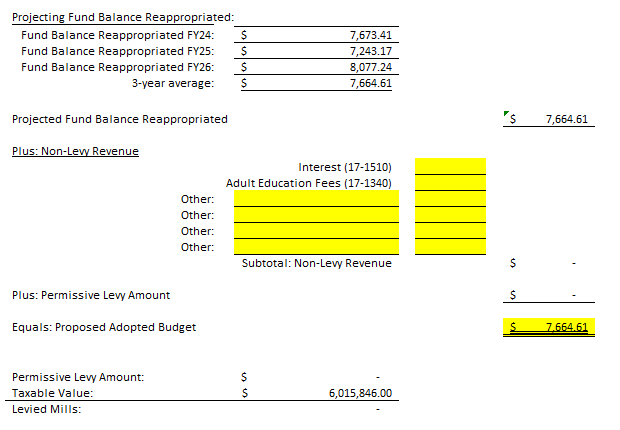 Projecting Fund Balance Reappropriated:
Fund Balance Reappropriated FY24: $ 7,673.41
Fund Balance Reappropriated FY25: $ 7,243.17
Fund Balance Reappropriated FY26: $ 8,077.24
3-year average: $ 7,664.61
Projected Fund Balance Reappropriated $ 7,664.61
Plus: Non-Levy Revenue
Interest (17-1510)
Adult Education Fees (17-1340)
Other:
Other:
Other:
Other:
Subtotal: Non-Levy Revenue $ -
Plus: Permissive Levy Amount $ -
Equals: Proposed Adopted Budget $ 7,664.61
Permissive Levy Amount: $ -
Taxable Value: $ 6,015,846.00
Levied Mills: -